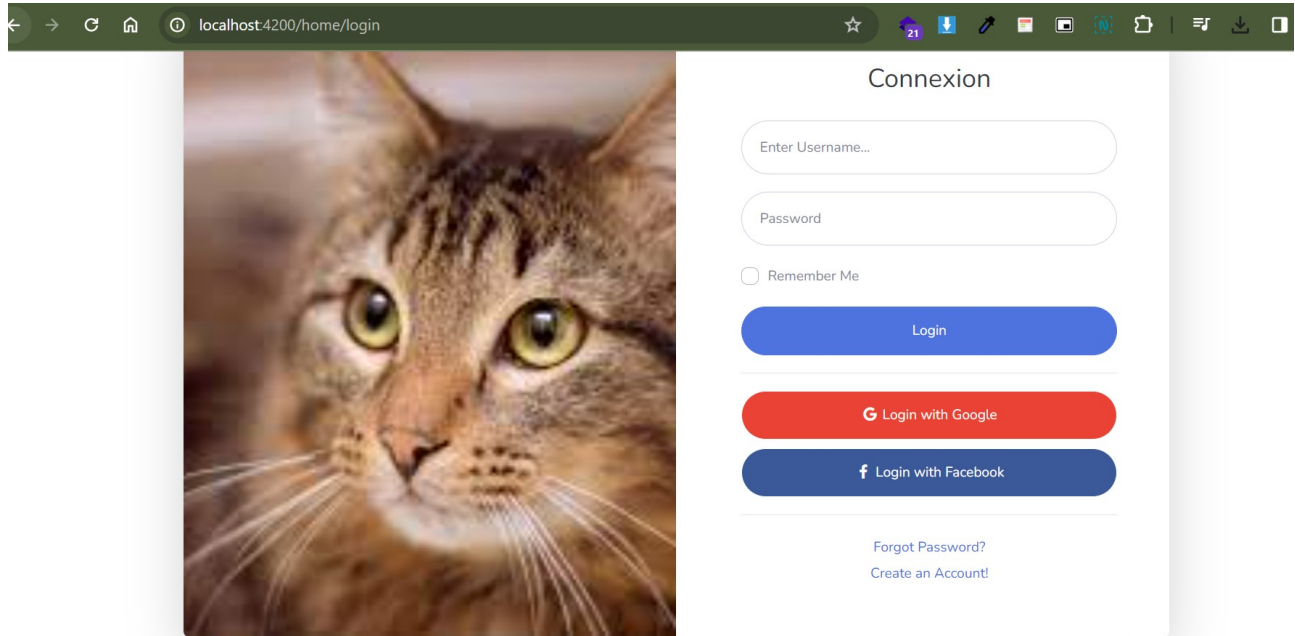 localhost:4200/home/login
21
Connexion
Enter Username...
Password
Remember Me
Login
G Login with Google
f Login with Facebook
Forgot Password?
Create an Account!